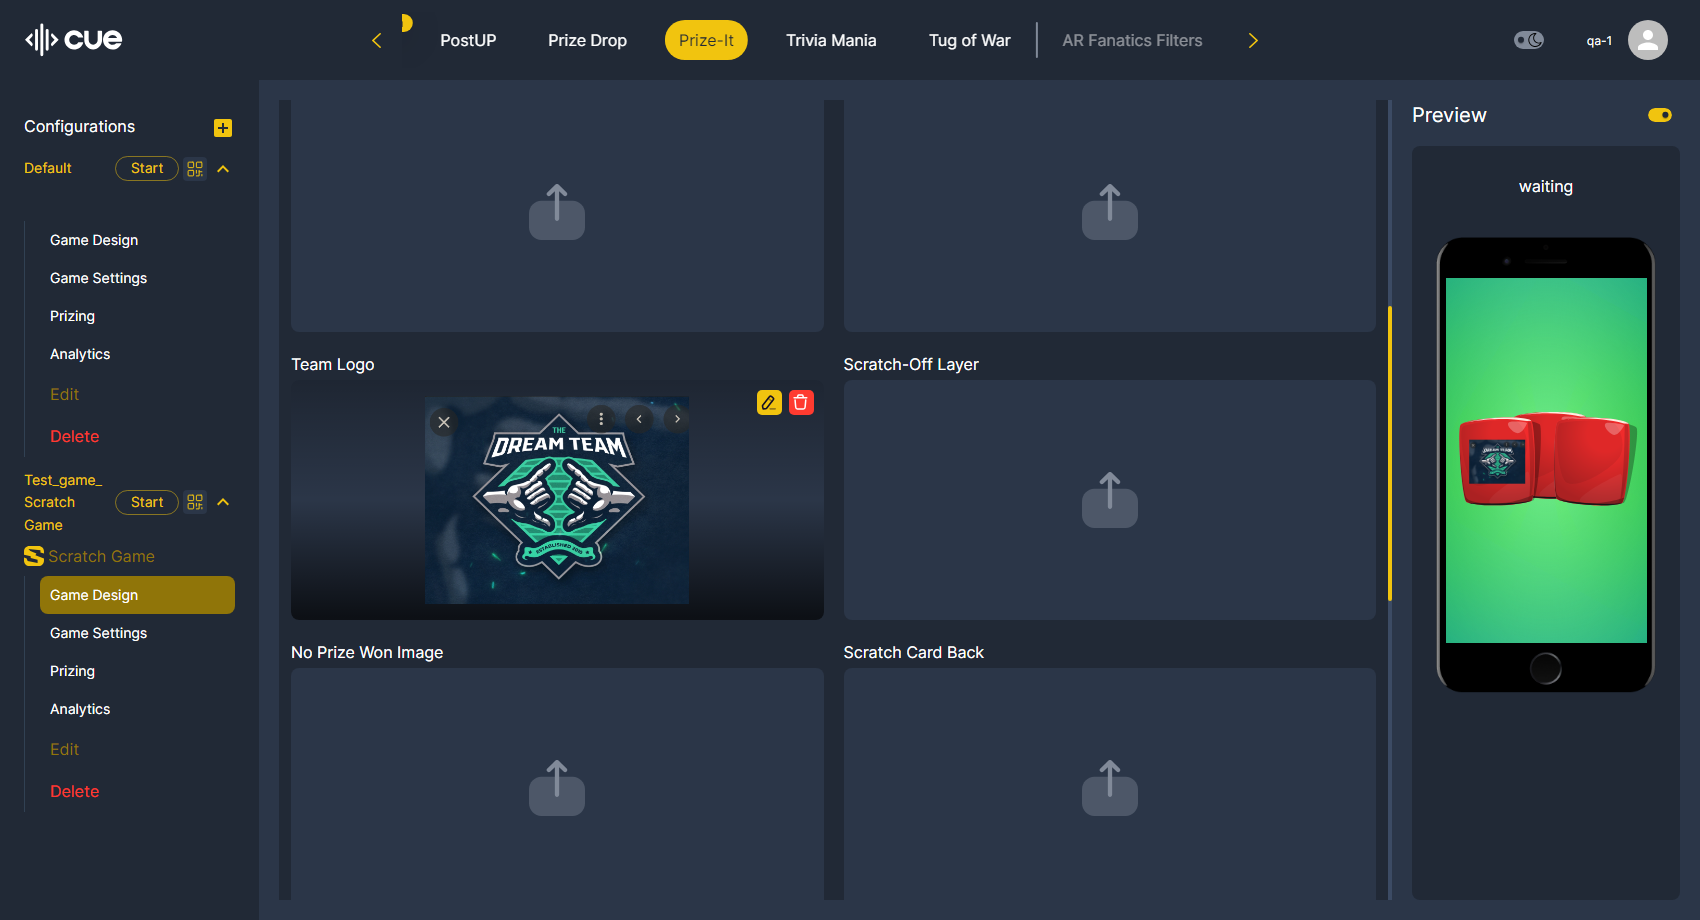 cue
PostUP
Prize Drop
Prize-It
Trivia Mania
Tug of War
AR Fanatics Filters
qa-1
Configurations
Default
Start
Game Design
Game Settings
Prizing
Analytics
Edit
Delete
Test_game_
Scratch
Game
Start
Scratch Game
Game Design
Game Settings
Prizing
Analytics
Edit
Delete
Team Logo
THE
DREAM TEAM
Scratch-Off Layer
No Prize Won Image
Scratch Card Back
Preview
waiting
DREAM TEAM